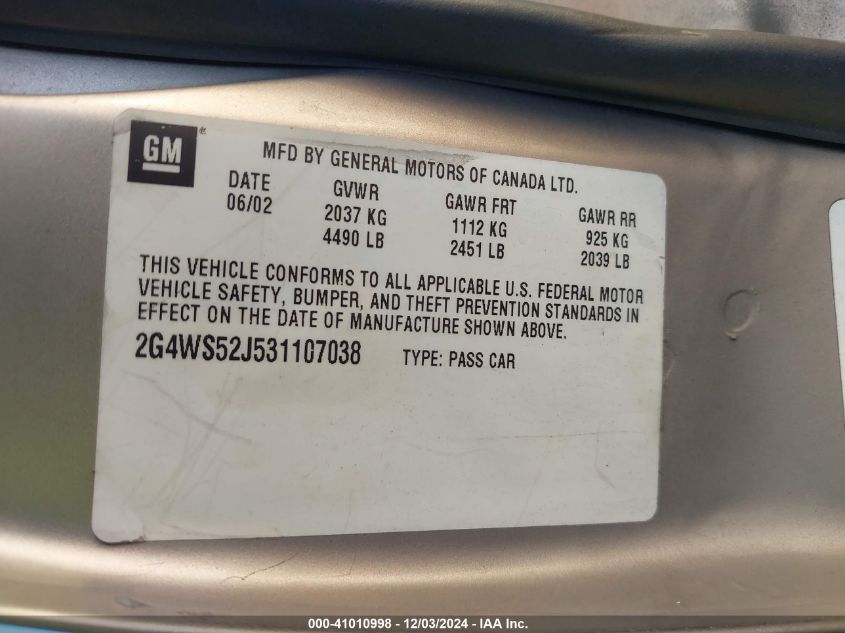 GM®
MFD BY GENERAL MOTORS OF CANADA LTD.
DATE GVWR GAWR FRT GAWR RR
06/02 2037 KG 1112 KG 925 KG
4490 LB 2451 LB 2039 LB
THIS VEHICLE CONFORMS TO ALL APPLICABLE U.S. FEDERAL MOTOR
VEHICLE SAFETY, BUMPER, AND THEFT PREVENTION STANDARDS IN
EFFECT ON THE DATE OF MANUFACTURE SHOWN ABOVE.
2G4WS52J531107038 TYPE: PASS CAR
000-41010998 - 12/03/2024 - IAA Inc.